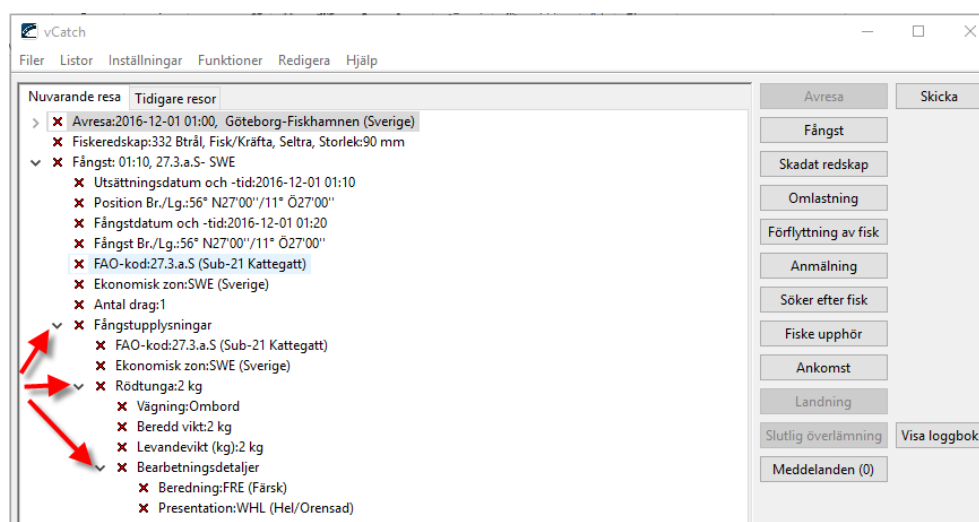 vCatch
Filer Listor Inställningar Funktioner Redigera Hjälp
Nuvarande resa Tidigare resor
Avresa:2016-12-01 01:00, Göteborg-Fiskhamnen (Sverige)
Fiskeredskap:332 Btrål, Fisk/Kräfta, Seltra, Storlek:90 mm
Fångst: 01:10, 27.3.a.S- SWE
Utsättningsdatum och -tid:2016-12-01 01:10
Position Br./Lg.:56° N27'00''/11° Ö27'00''
Fångstdatum och -tid:2016-12-01 01:20
Fångst Br./Lg.:56° N27'00''/11° Ö27'00''
FAO-kod:27.3.a.S (Sub-21 Kattegatt)
Ekonomisk zon:SWE (Sverige)
Antal drag:1
Fångstupplysningar
FAO-kod:27.3.a.S (Sub-21 Kattegatt)
Ekonomisk zon:SWE (Sverige)
Rödtunga:2 kg
Vägning:Ombord
Beredd vikt:2 kg
Levandevikt (kg):2 kg
Bearbetningsdetaljer
Beredning:FRE (Färsk)
Presentation:WHL (Hel/Orensad)
Avresa Skicka
Fångst
Skadat redskap
Omlastning
Förflyttning av fisk
Anmälning
Söker efter fisk
Fiske upphör
Ankomst
Landning
Slutlig överlämning Visa loggbok
Meddelanden (0)